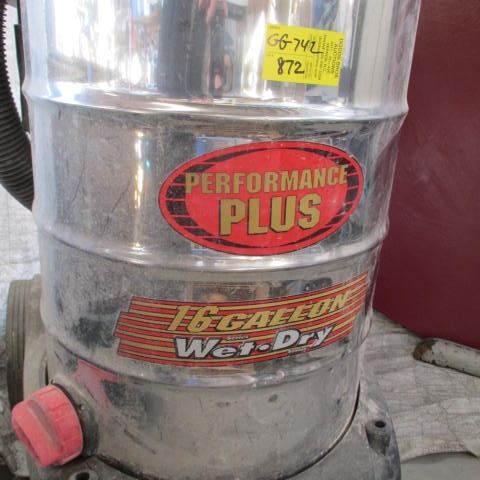 GG-742
872
PERFORMANCE
PLUS
16 GALLON
Wet•Dry